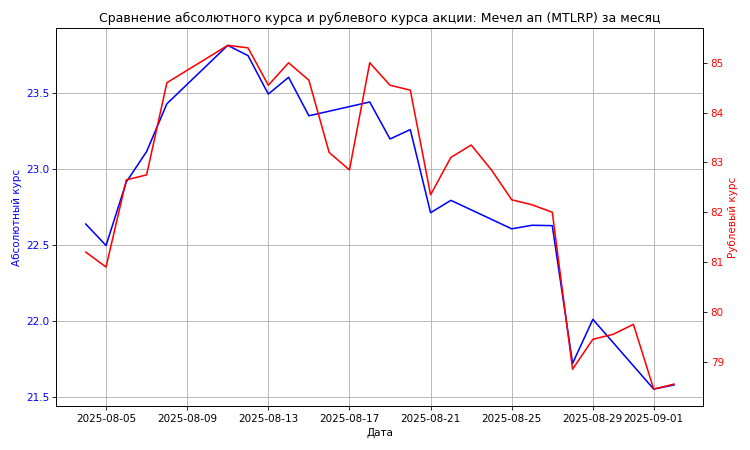 Сравнение абсолютного курса и рублевого курса акции: Мечел ап (MTLRP) за месяц
Абсолютный курс
23.5
23.0
22.5
22.0
21.5
85
84
83
82
81
80
79
Рублевый курс
2025-08-05 2025-08-09 2025-08-13 2025-08-17 2025-08-21 2025-08-25 2025-08-29 2025-09-01
Дата